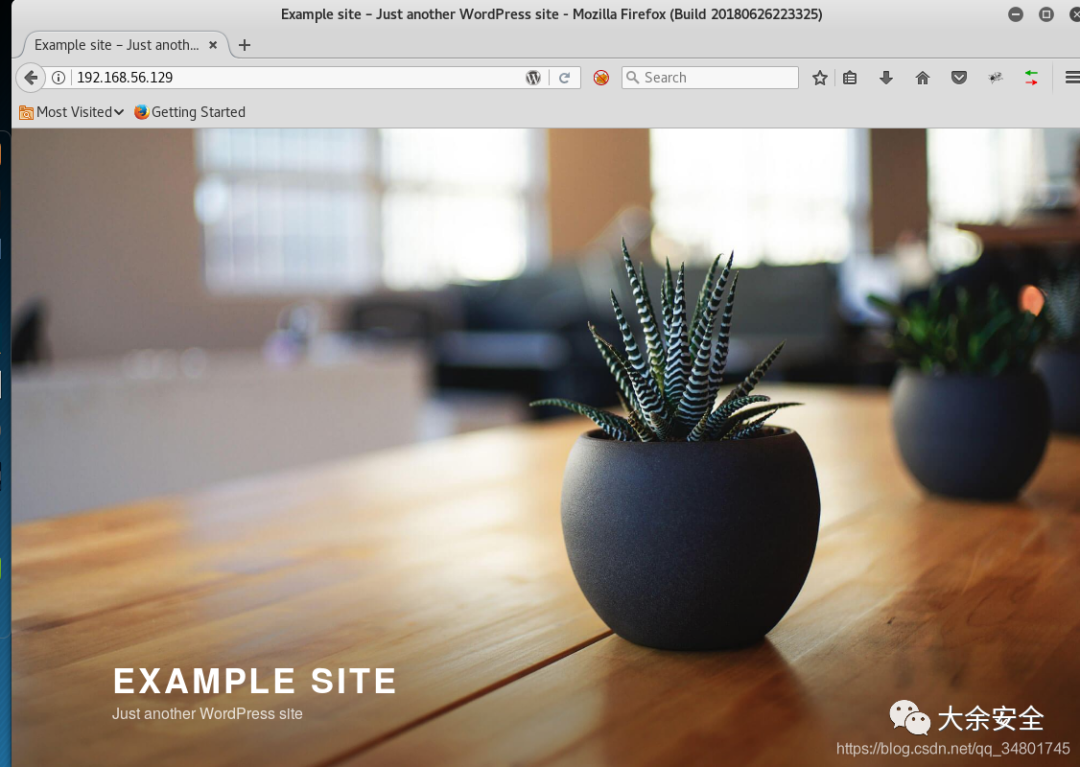 Example site – Just another WordPress site - Mozilla Firefox (Build 20180626223325)
Example site – Just anoth...
192.168.56.129
Search
Most Visited
Getting Started
EXAMPLE SITE
Just another WordPress site
大余安全
https://blog.csdn.net/qq_34801745